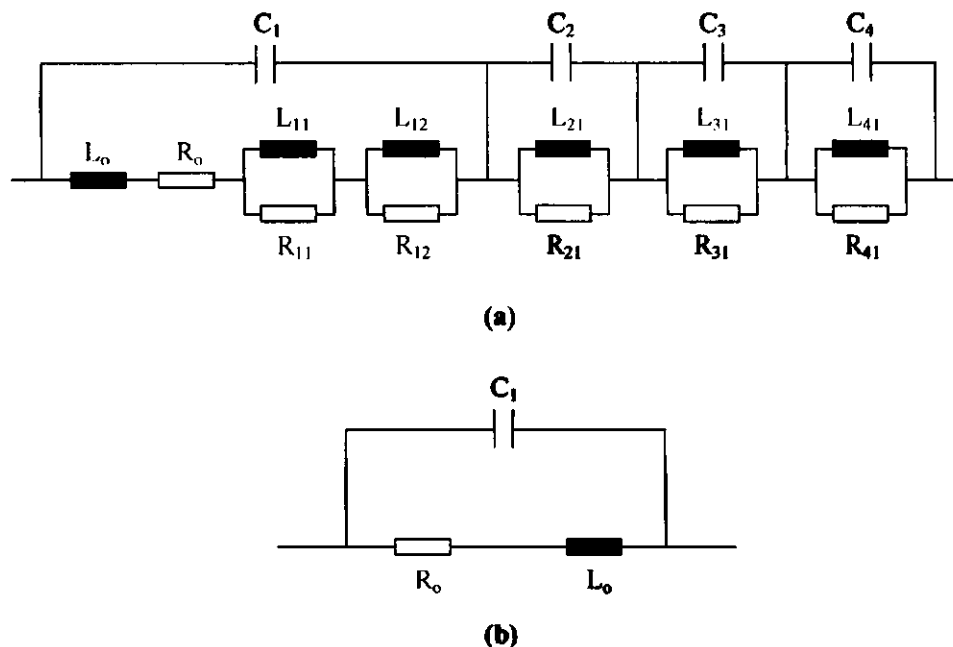 C₁ C₂ C₃ C₄
L₁₁ L₁₂ L₂₁ L₃₁ L₄₁
Lₒ Rₒ
R₁₁ R₁₂ R₂₁ R₃₁ R₄₁
(a)
C₁
Rₒ Lₒ
(b)